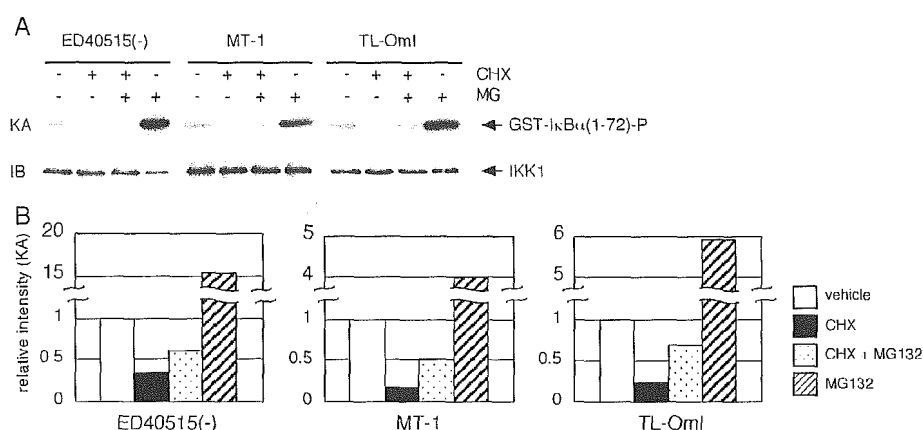 A
ED40515(-) MT-1 TL-OmI
- + + - - + + - - + + - CHX
- - + + - - + + - - + + MG
KA GST-IκBα(1-72)-P
IB IKK1
B
relative intensity (KA)
20 15 1 0.5 0
5 4 1 0.5 0
6 5 1 0.5 0
vehicle
CHX
CHX + MG132
MG132
ED40515(-) MT-1 TL-OmI